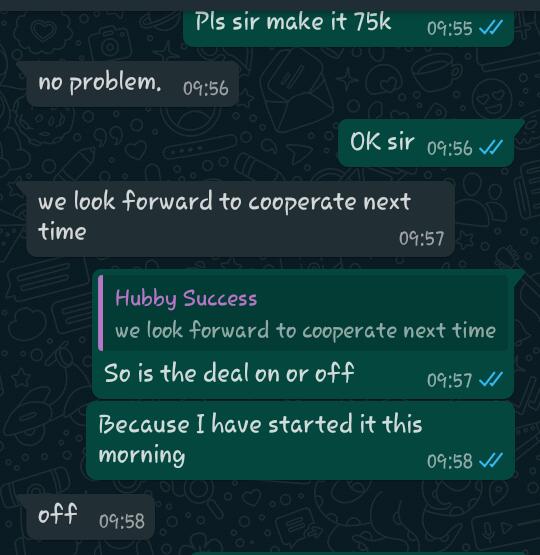 Pls sir make it 75k
09:55
no problem.
09:56
OK sir
09:56
we look forward to cooperate next
time
09:57
Hubby Success
we look forward to cooperate next time
So is the deal on or off
09:57
Because I have started it this
morning
09:58
off
09:58